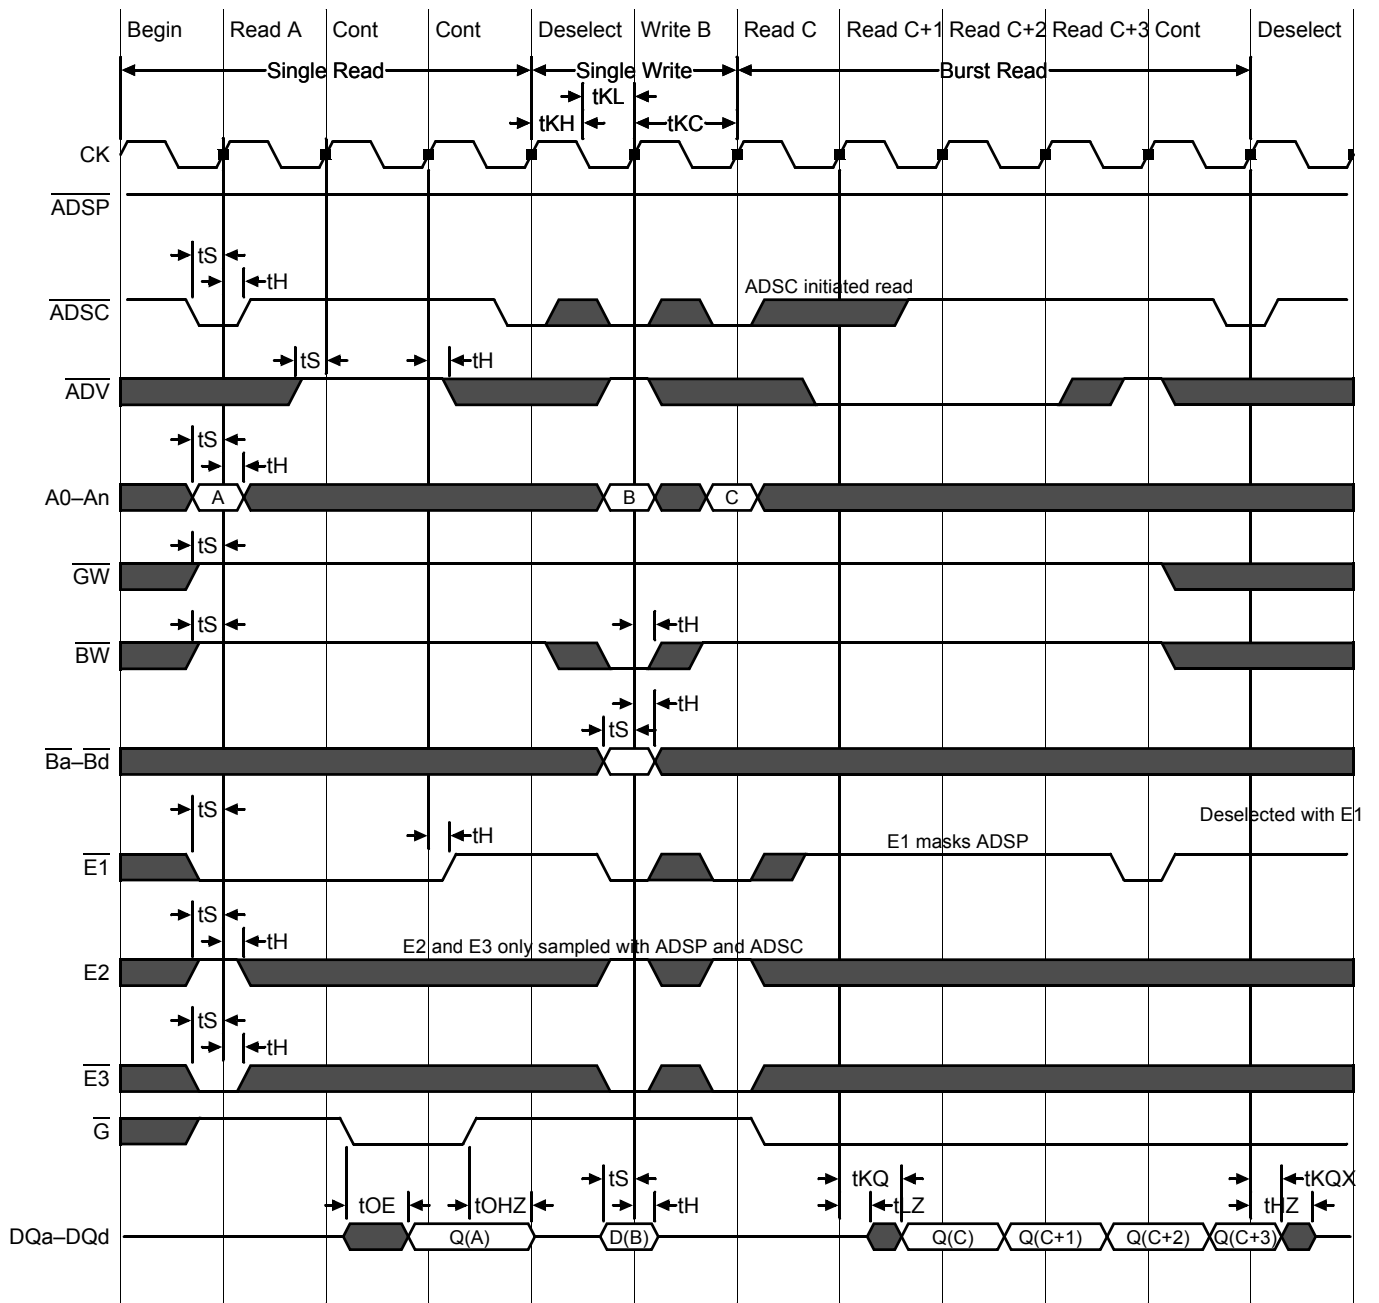 Begin Read A Cont Cont Deselect Write B Read C Read C+1 Read C+2 Read C+3 Cont Deselect
Single Read Single Write Burst Read
tKL
tKH tKC
CK
ADSP
tS
tH
ADSC initiated read
ADSC
tS tH
ADV
tS
tH
A0–An A B C
tS
GW
tS tH
BW
tH
tS
Ba–Bd
tS
Deselected with E1
tH E1 masks ADSP
E1
tS
tH E2 and E3 only sampled with ADSP and ADSC
E2
tS
tH
E3
G
tS tKQ tKQX
tOE tOHZ tH tLZ tHZ
DQa–DQd Q(A) D(B) Q(C) Q(C+1) Q(C+2) Q(C+3)